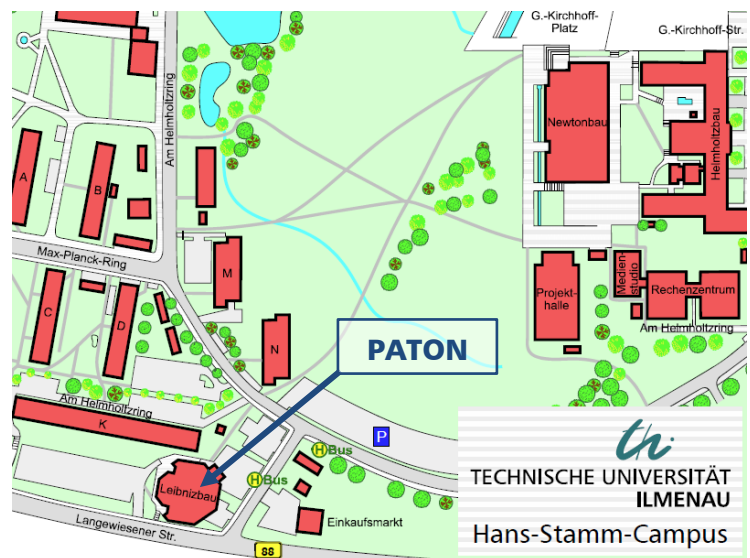 G.-Kirchhoff-
Platz
G.-Kirchhoff-Str.
Am Helmholtzring
Newtonbau
Helmholtzbau
A
B
Max-Planck-Ring
M
C
D
N
Projekt-
halle
Medien-
studio
Rechenzentrum
Am Helmholtzring
PATON
Am Helmholtzring
K
P
H Bus
H Bus
Leibnizbau
Langewiesener Str.
88
Einkaufsmarkt
th
TECHNISCHE UNIVERSITÄT
ILMENAU
Hans-Stamm-Campus